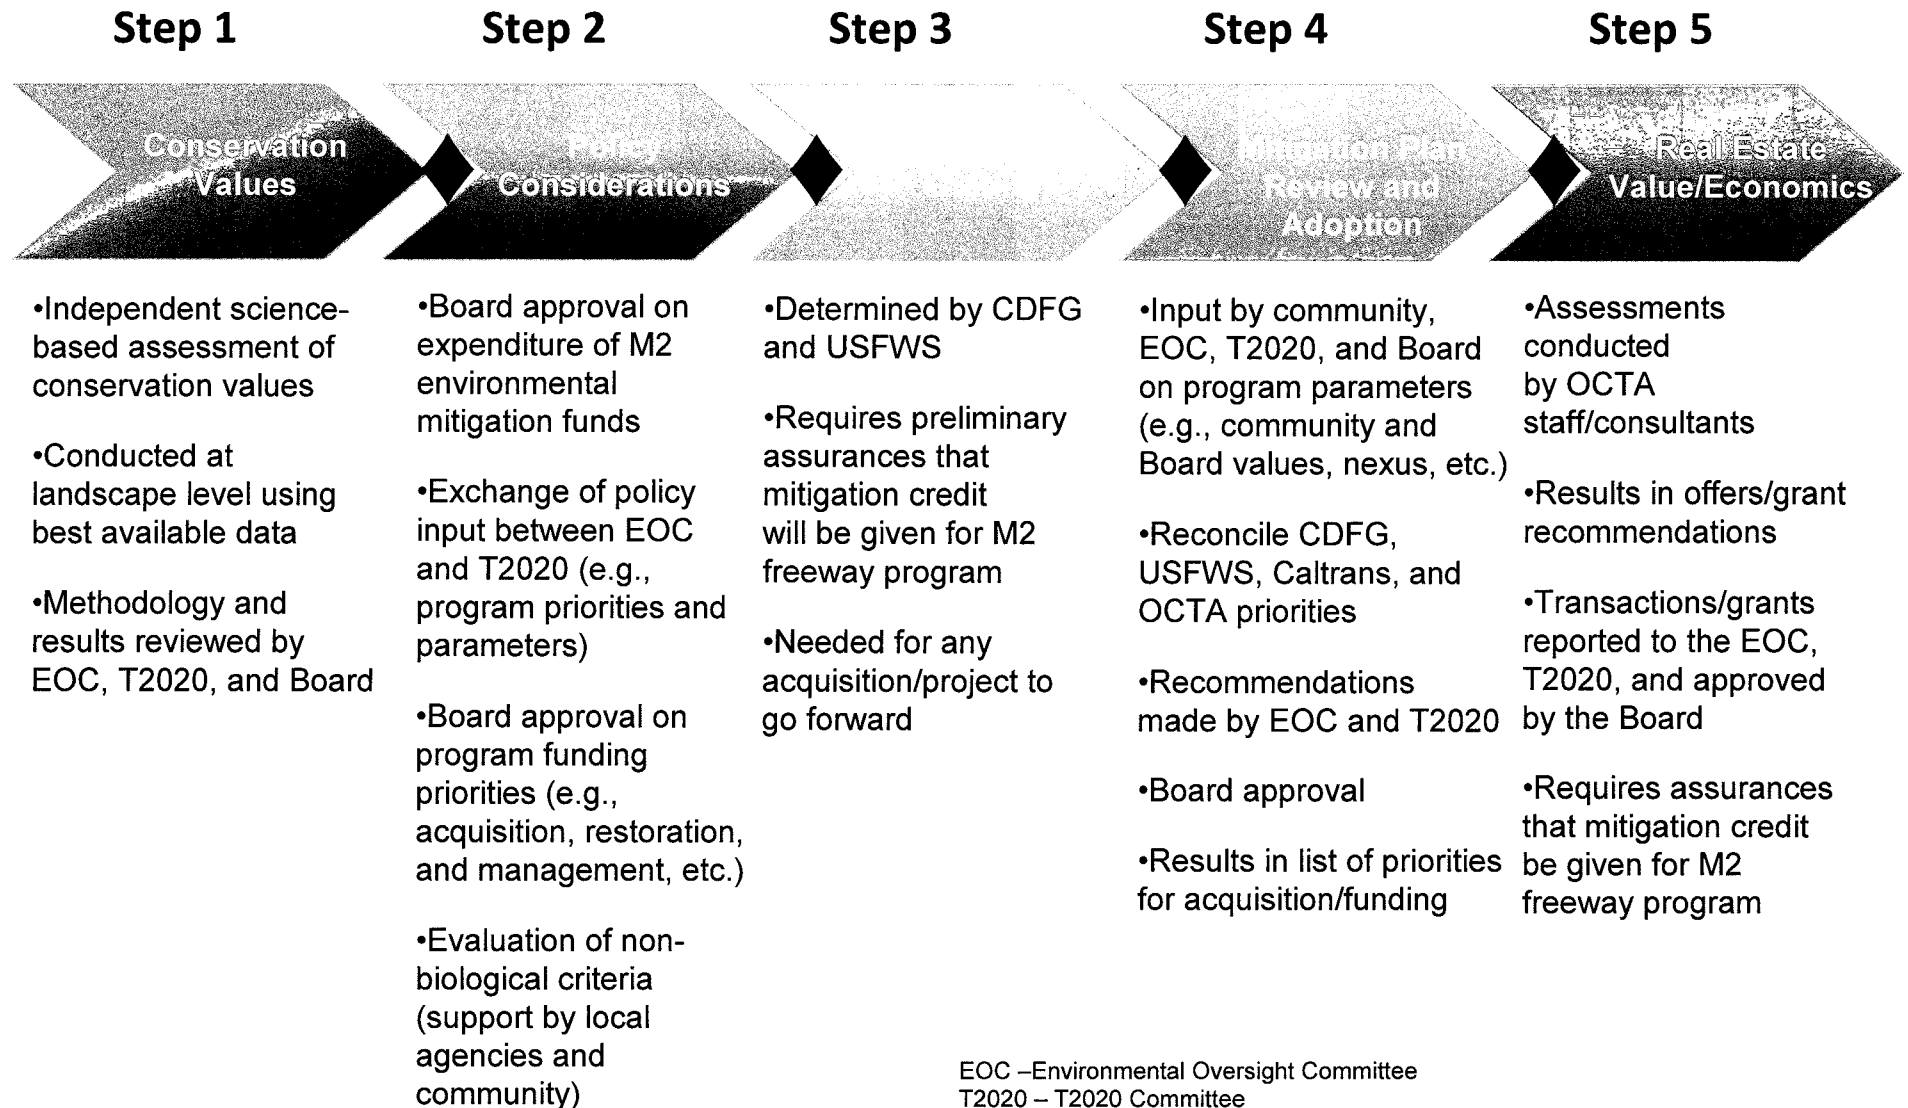 Step 1
Step 2
Step 3
Step 4
Step 5
Conservation
Values
Policy
Considerations
Mitigation Plan
Review and
Adoption
Real Estate
Value/Economics
•Independent science-
based assessment of
conservation values
•Conducted at
landscape level using
best available data
•Methodology and
results reviewed by
EOC, T2020, and Board
•Board approval on
expenditure of M2
environmental
mitigation funds
•Exchange of policy
input between EOC
and T2020 (e.g.,
program priorities and
parameters)
•Board approval on
program funding
priorities (e.g.,
acquisition, restoration,
and management, etc.)
•Evaluation of non-
biological criteria
(support by local
agencies and
community)
•Determined by CDFG
and USFWS
•Requires preliminary
assurances that
mitigation credit
will be given for M2
freeway program
•Needed for any
acquisition/project to
go forward
•Input by community,
EOC, T2020, and Board
on program parameters
(e.g., community and
Board values, nexus, etc.)
•Reconcile CDFG,
USFWS, Caltrans, and
OCTA priorities
•Recommendations
made by EOC and T2020
•Board approval
•Results in list of priorities
for acquisition/funding
•Assessments
conducted
by OCTA
staff/consultants
•Results in offers/grant
recommendations
•Transactions/grants
reported to the EOC,
T2020, and approved
by the Board
•Requires assurances
that mitigation credit
be given for M2
freeway program
EOC –Environmental Oversight Committee
T2020 – T2020 Committee